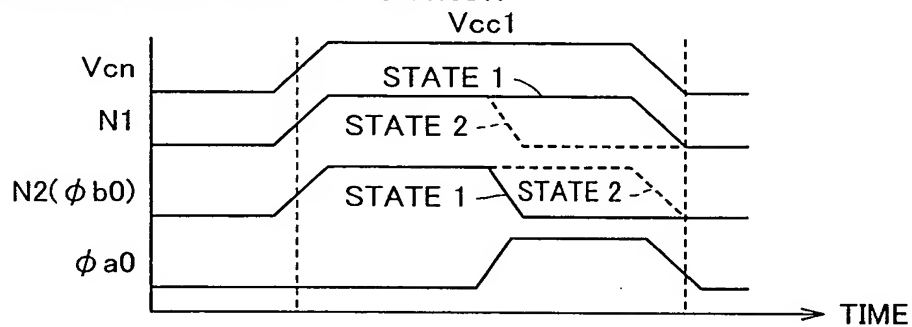 Vcc1
Vcn
STATE 1
N1
STATE 2
N2(φb0)
STATE 1
STATE 2
φa0
TIME